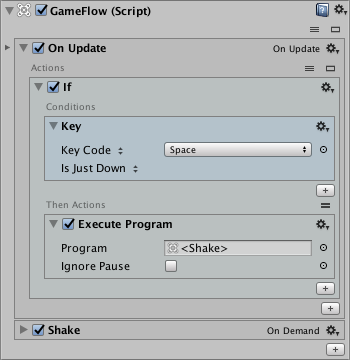 GameFlow (Script)
On Update On Update
Actions
If
Conditions
Key
Key Code Space
Is Just Down
Then Actions
Execute Program
Program <Shake>
Ignore Pause
Shake On Demand